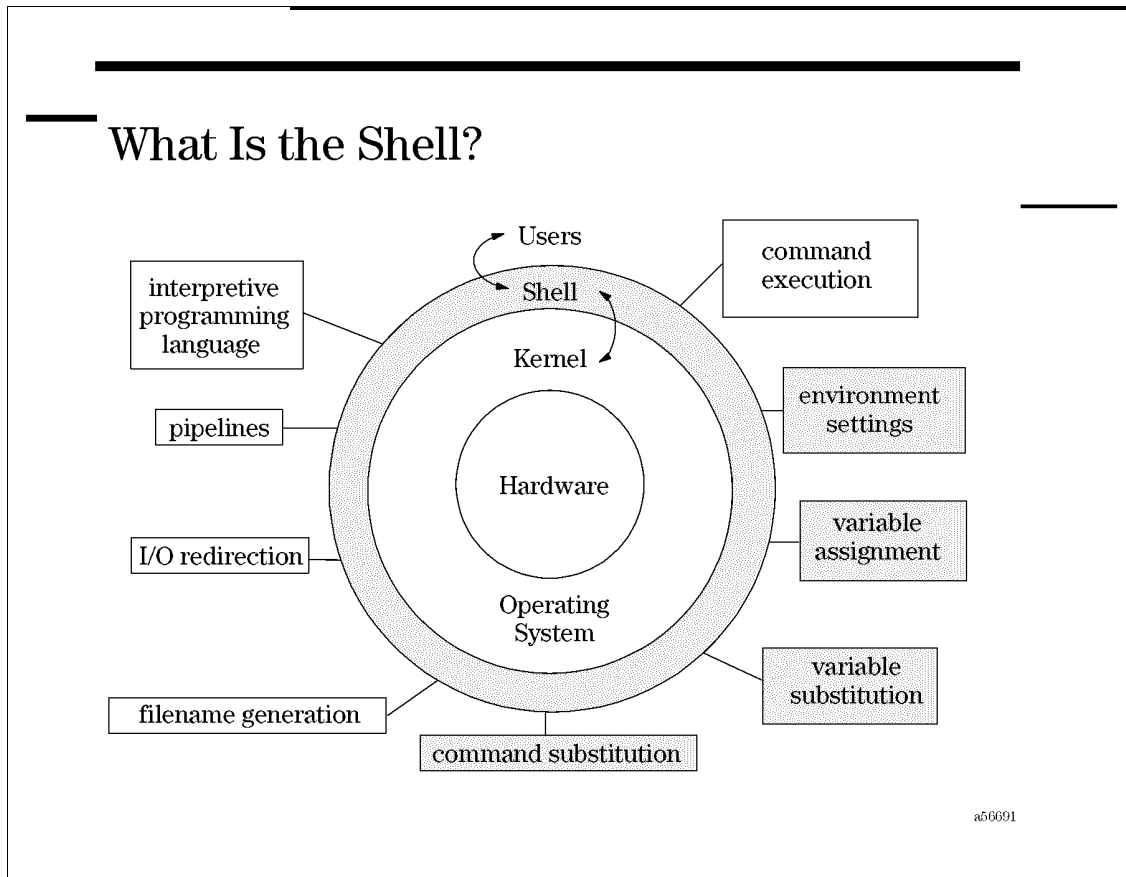 What Is the Shell?
Users
Shell
Kernel
Hardware
Operating
System
command
execution
environment
settings
variable
assignment
variable
substitution
command substitution
filename generation
I/O redirection
pipelines
interpretive
programming
language
a56691